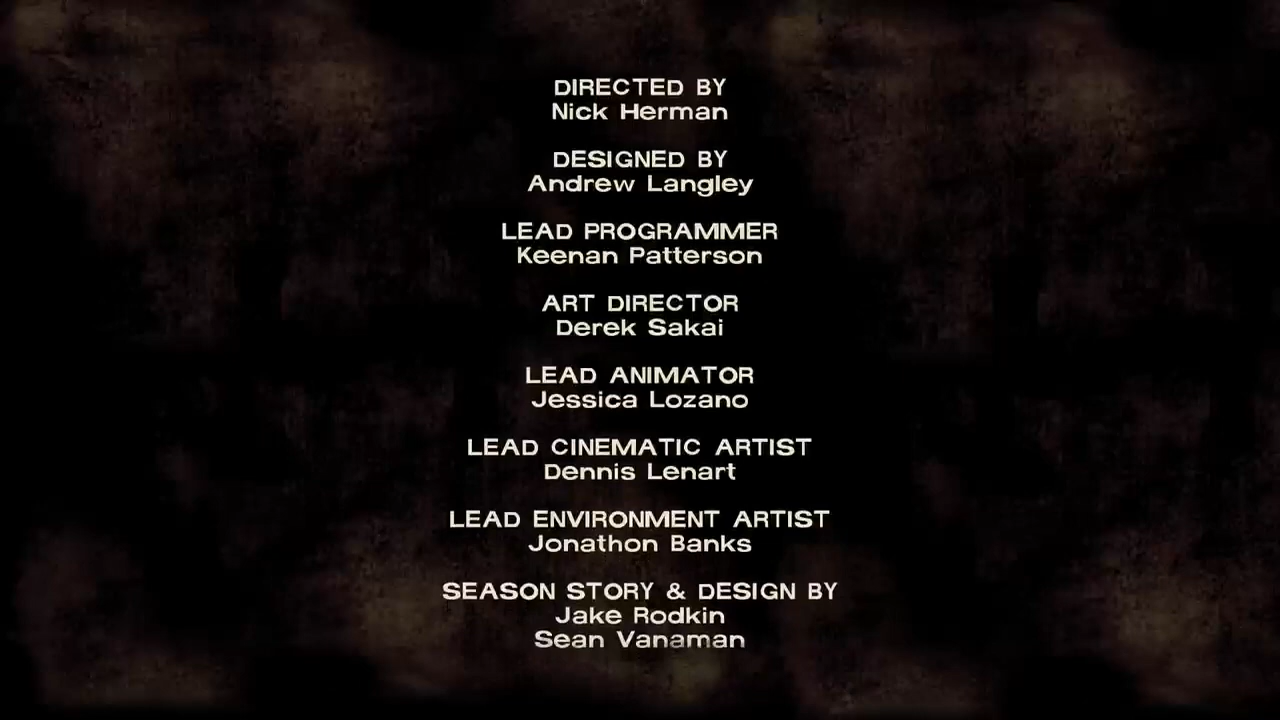 DIRECTED BY
Nick Herman
DESIGNED BY
Andrew Langley
LEAD PROGRAMMER
Keenan Patterson
ART DIRECTOR
Derek Sakai
LEAD ANIMATOR
Jessica Lozano
LEAD CINEMATIC ARTIST
Dennis Lenart
LEAD ENVIRONMENT ARTIST
Jonathon Banks
SEASON STORY & DESIGN BY
Jake Rodkin
Sean Vanaman